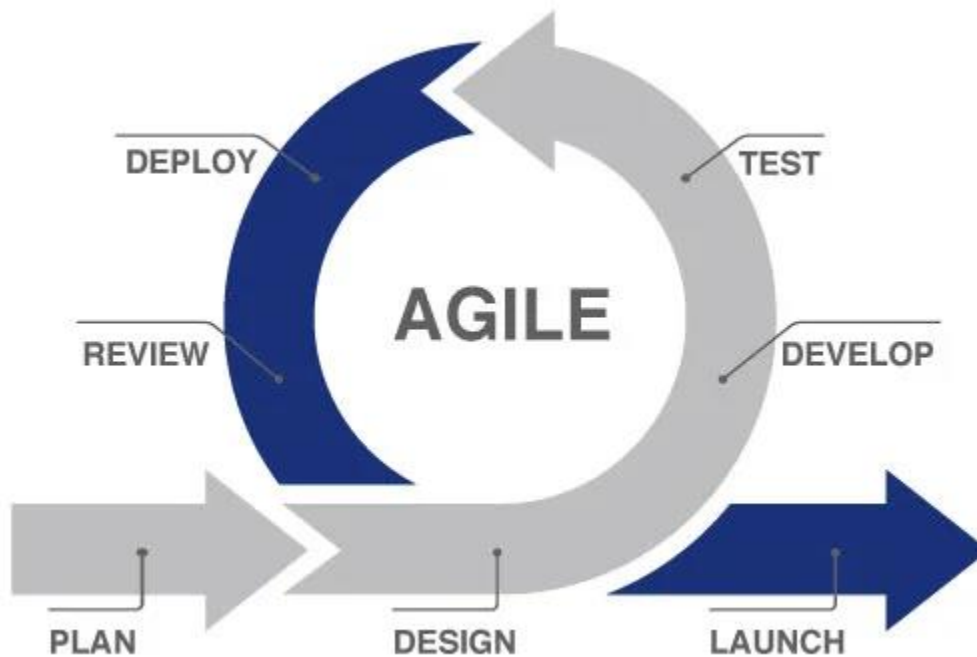 DEPLOY
TEST
AGILE
REVIEW
DEVELOP
PLAN
DESIGN
LAUNCH